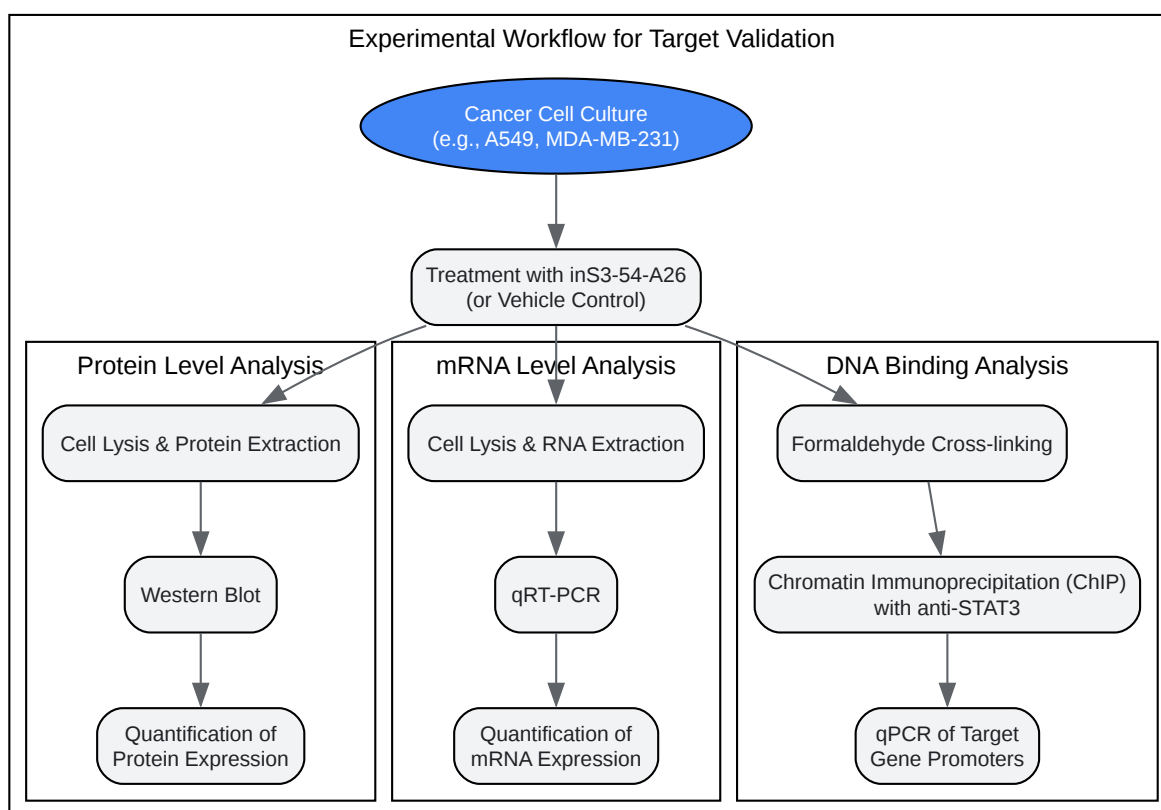 Experimental Workflow for Target Validation
Cancer Cell Culture
(e.g., A549, MDA-MB-231)
Treatment with inS3-54-A26
(or Vehicle Control)
Protein Level Analysis
Cell Lysis & Protein Extraction
Western Blot
Quantification of
Protein Expression
mRNA Level Analysis
Cell Lysis & RNA Extraction
qRT-PCR
Quantification of
mRNA Expression
DNA Binding Analysis
Formaldehyde Cross-linking
Chromatin Immunoprecipitation (ChIP)
with anti-STAT3
qPCR of Target
Gene Promoters